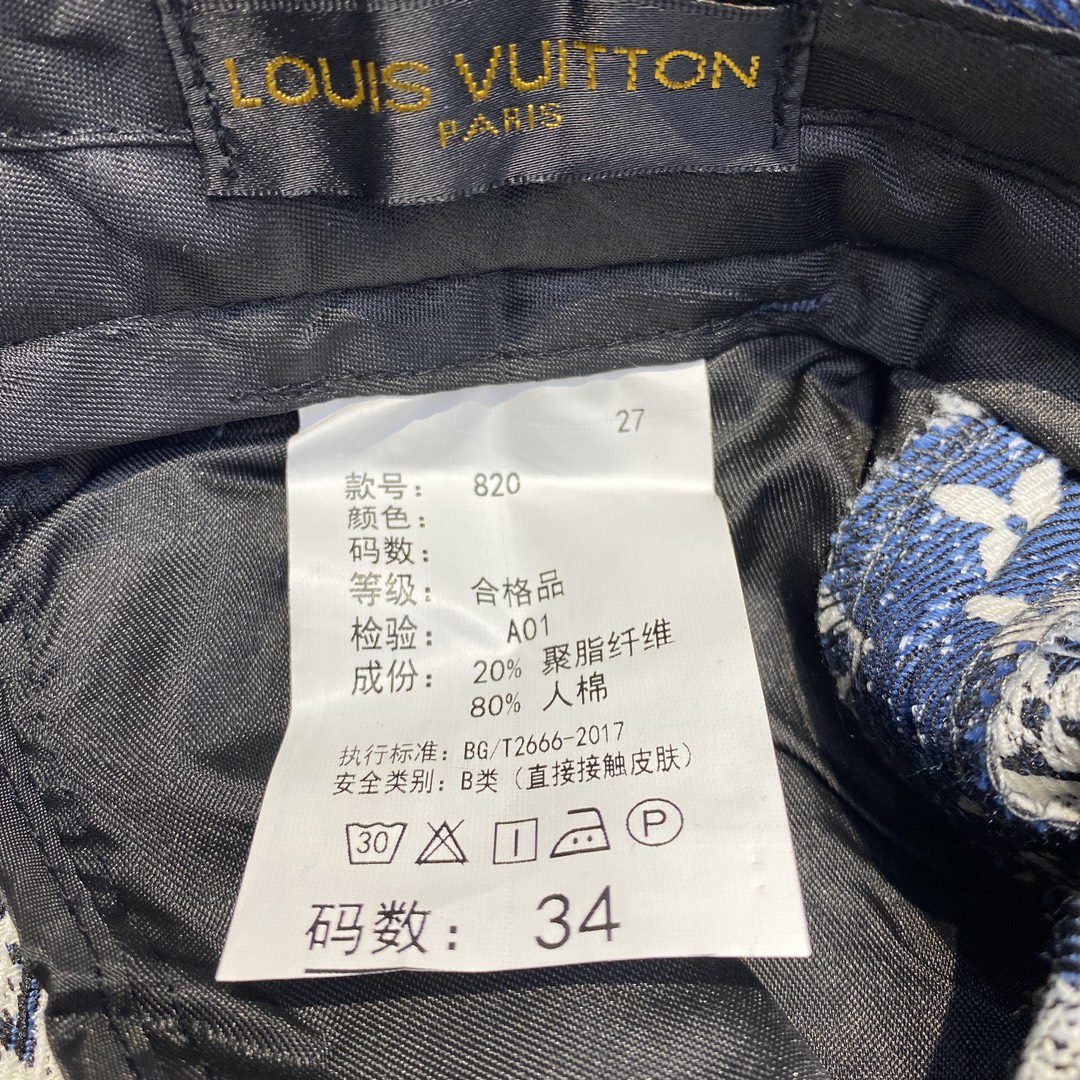 LOUIS VUITTON
PARIS
27
款号: 820
颜色:
码数:
等级: 合格品
检验: A01
成份: 20% 聚脂纤维
80% 人棉
执行标准: BG/T2666-2017
安全类别: B类 (直接接触皮肤)
30 P
码数: 34